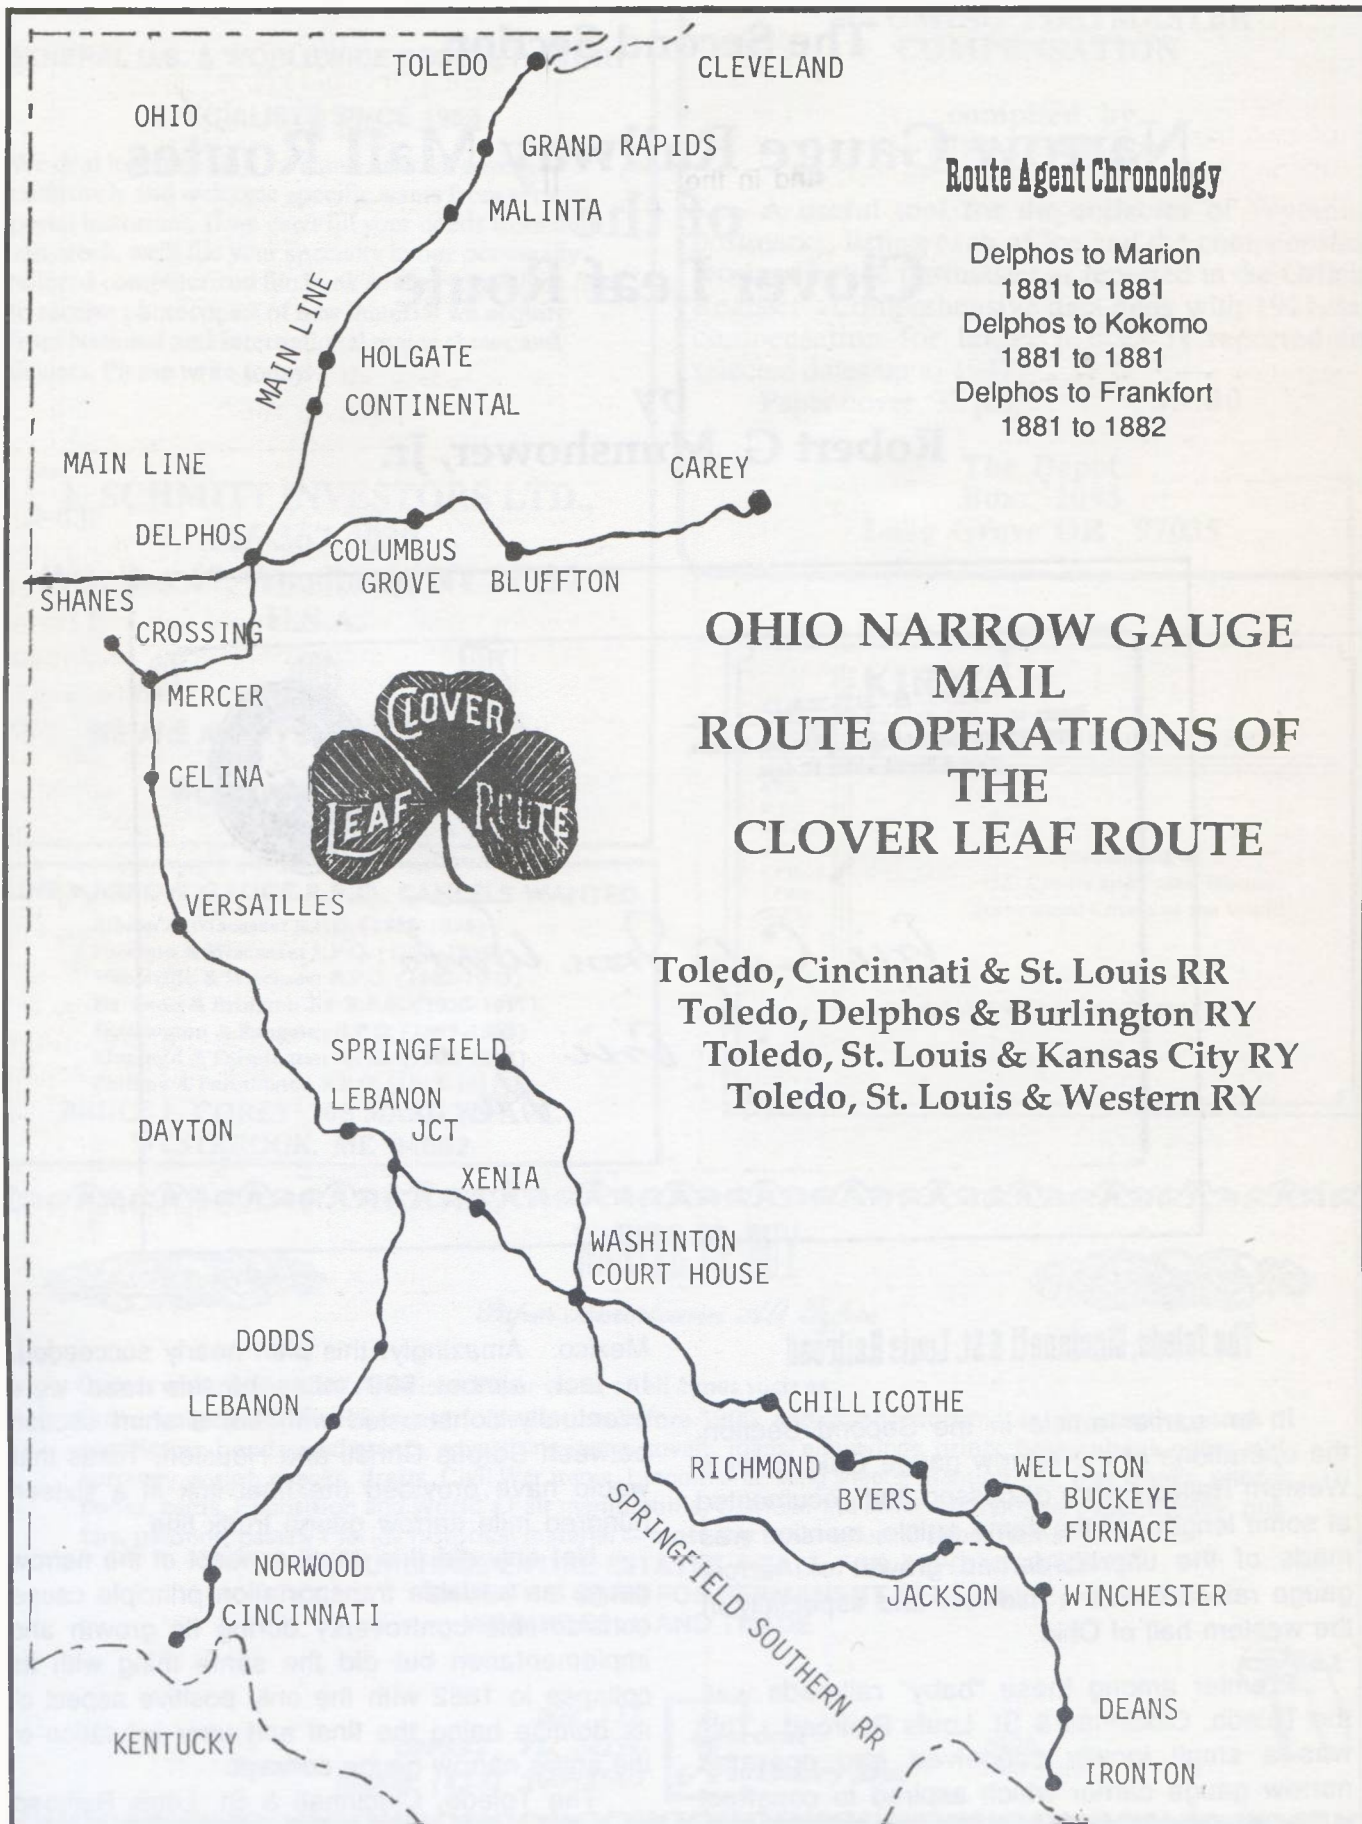 TOLEDO
CLEVELAND
OHIO
GRAND RAPIDS
MALINTA
MAIN LINE
HOLGATE
CONTINENTAL
Route Agent Chronology
Delphos to Marion
1881 to 1881
Delphos to Kokomo
1881 to 1881
Delphos to Frankfort
1881 to 1882
MAIN LINE
CAREY
DELPHOS
COLUMBUS
GROVE
BLUFFTON
SHANES
CROSSING
MERCER
CELINA
CLOVER
LEAF ROUTE
OHIO NARROW GAUGE
MAIL
ROUTE OPERATIONS OF
THE
CLOVER LEAF ROUTE
VERSAILLES
Toledo, Cincinnati & St. Louis RR
Toledo, Delphos & Burlington RY
Toledo, St. Louis & Kansas City RY
Toledo, St. Louis & Western RY
SPRINGFIELD
LEBANON
JCT
DAYTON
XENIA
WASHINTON
COURT HOUSE
DODDS
LEBANON
CHILLICOTHE
RICHMOND
BYERS
WELLSTON
BUCKEYE
FURNACE
SPRINGFIELD SOUTHERN RR
JACKSON
WINCHESTER
NORWOOD
CINCINNATI
DEANS
KENTUCKY
IRONTON